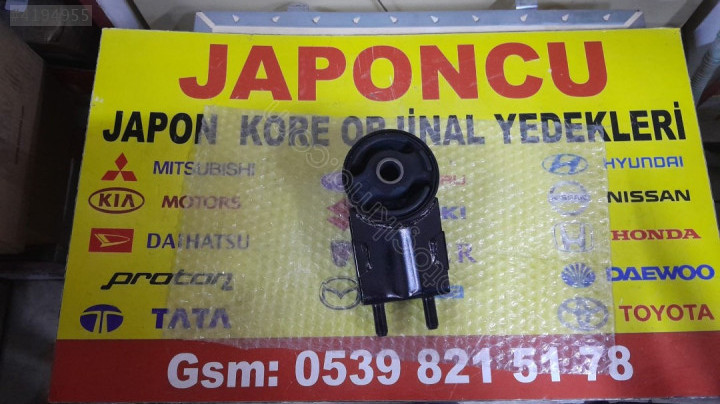 4194955
JAPONCU
JAPON KORE ORJİNAL YEDEKLERİ
MITSUBISHI
HYUNDAI
KIA MOTORS
NISSAN
DAIHATSU
HONDA
proton
DAEWOO
TATA
TOYOTA
Gsm: 0539 821 51 78